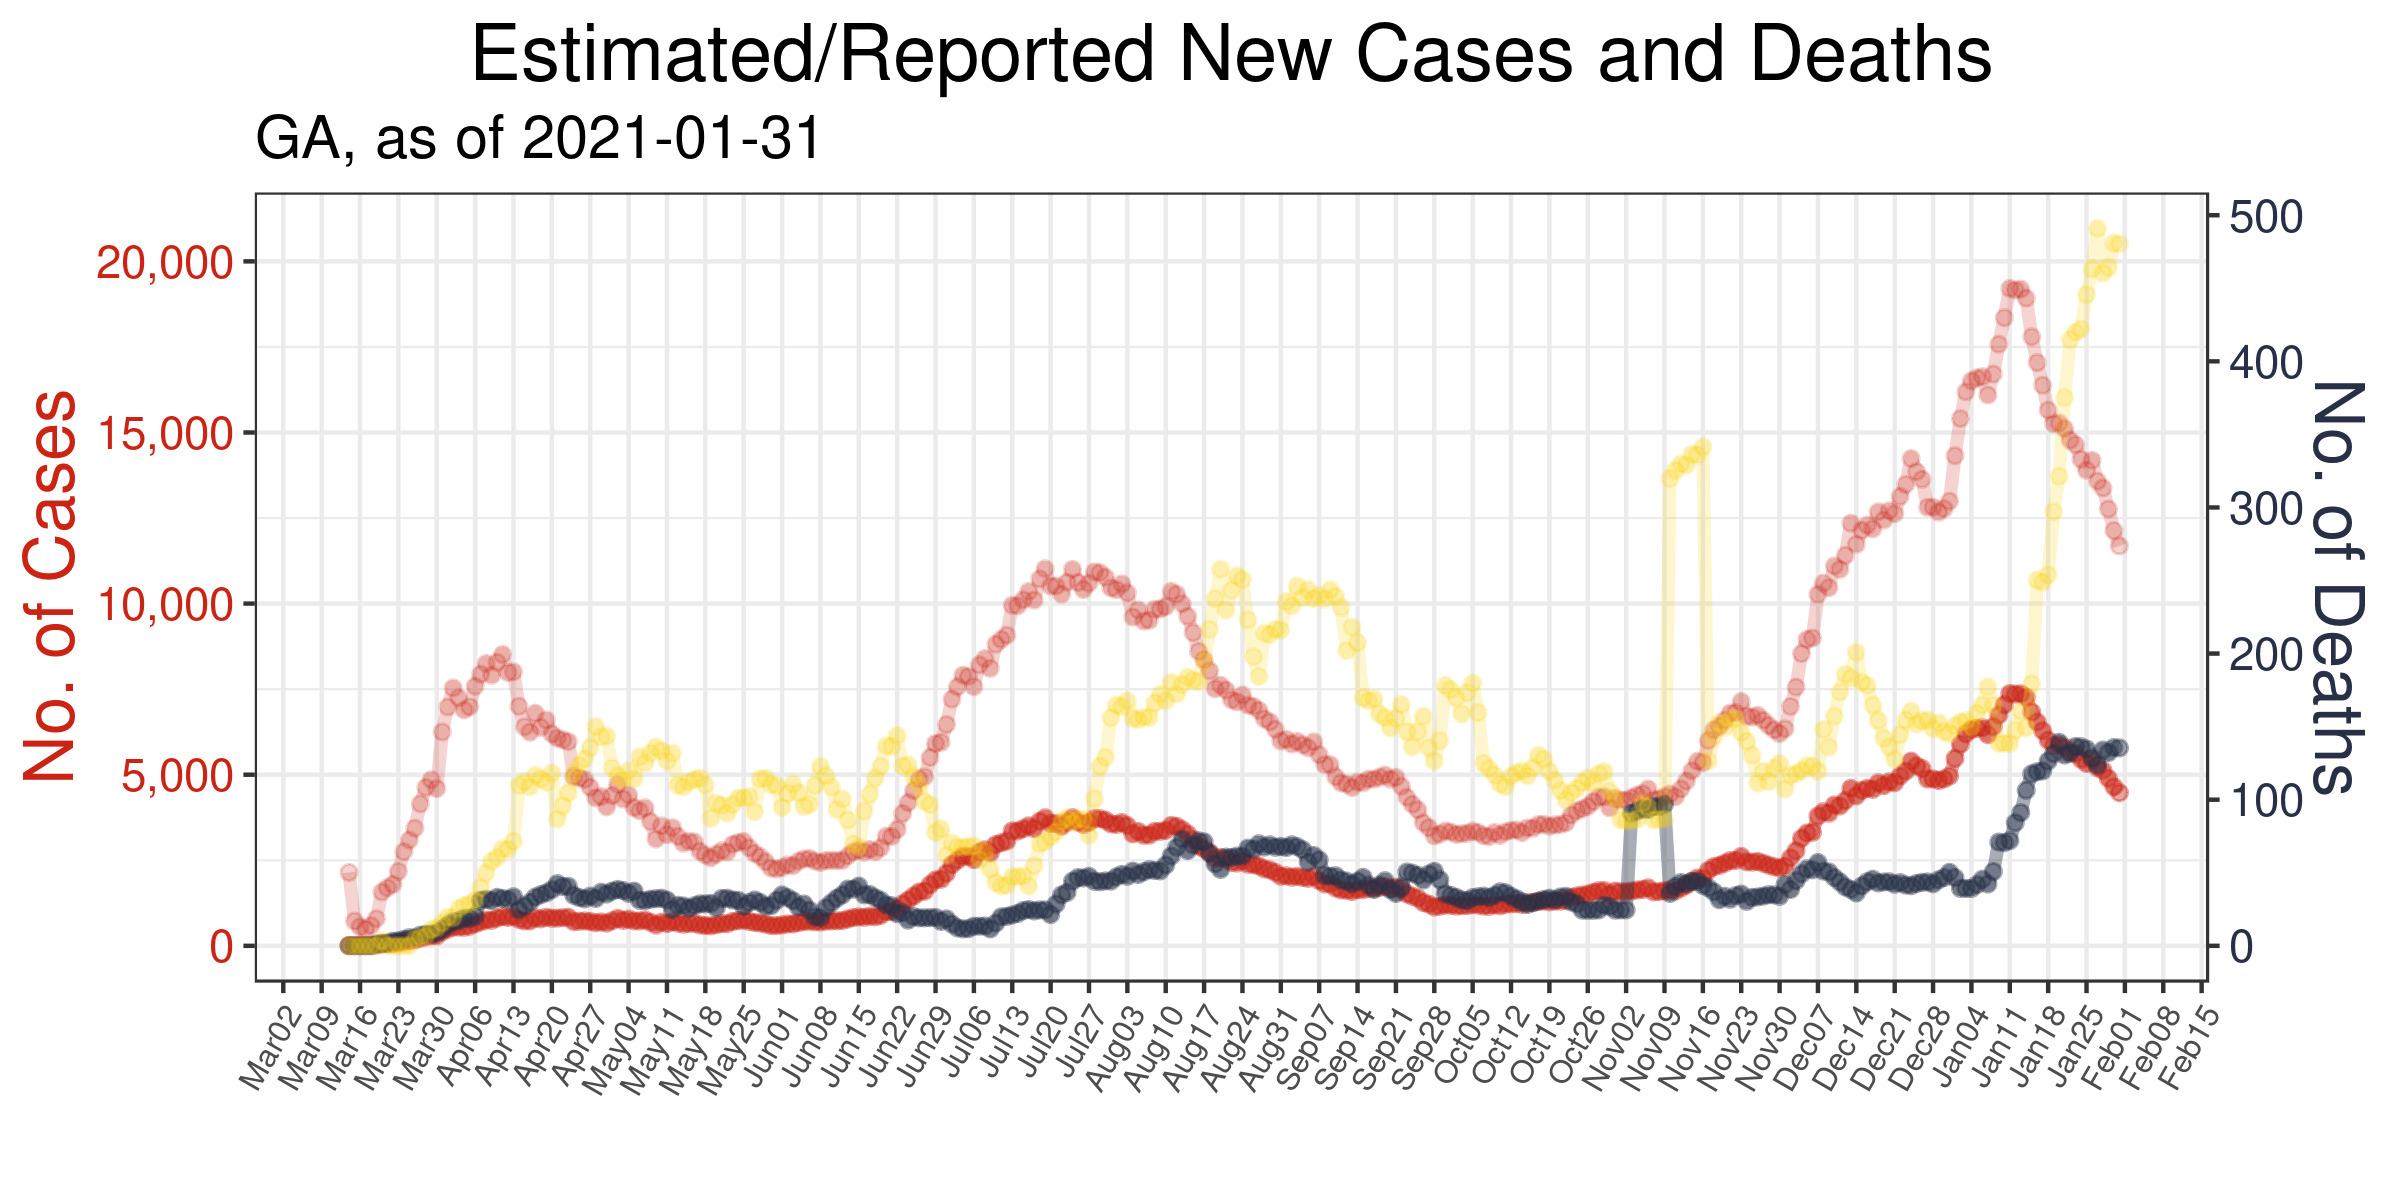 Estimated/Reported New Cases and Deaths
GA, as of 2021-01-31
No. of Cases
20,000
15,000
10,000
5,000
0
500
400
300
200
100
0
No. of Deaths
Mar02 Mar09 Mar16 Mar23 Mar30 Apr06 Apr13 Apr20 Apr27 May04 May11 May18 May25 Jun01 Jun08 Jun15 Jun22 Jun29 Jul06 Jul13 Jul20 Jul27 Aug03 Aug10 Aug17 Aug24 Aug31 Sep07 Sep14 Sep21 Sep28 Oct05 Oct12 Oct19 Oct26 Nov02 Nov09 Nov16 Nov23 Nov30 Dec07 Dec14 Dec21 Dec28 Jan04 Jan11 Jan18 Jan25 Feb01 Feb08 Feb15